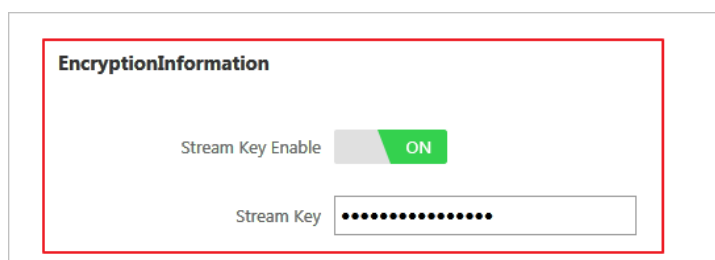 EncryptionInformation
Stream Key Enable ON
Stream Key ••••••••••••••••